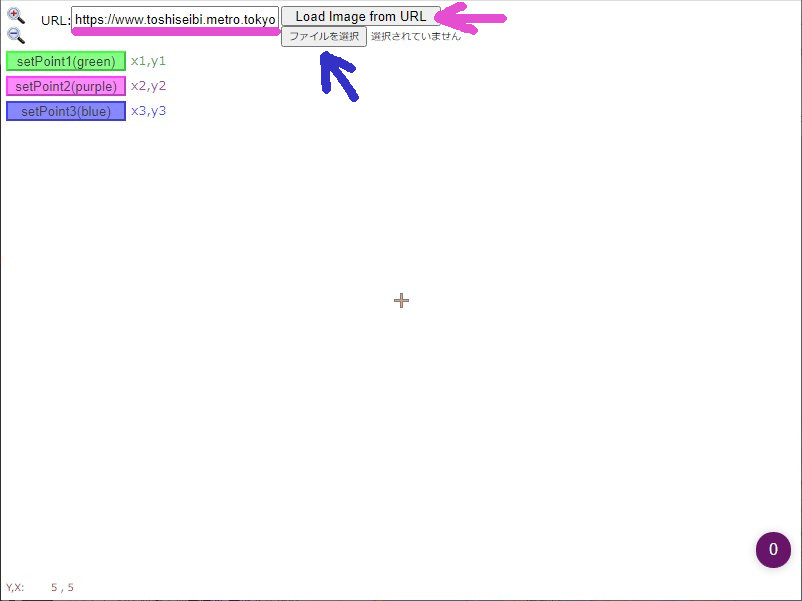 URL: https://www.toshiseibi.metro.tokyo Load Image from URL
ファイルを選択 選択されていません
setPoint1(green) x1,y1
setPoint2(purple) x2,y2
setPoint3(blue) x3,y3
0
Y,X: 5 , 5